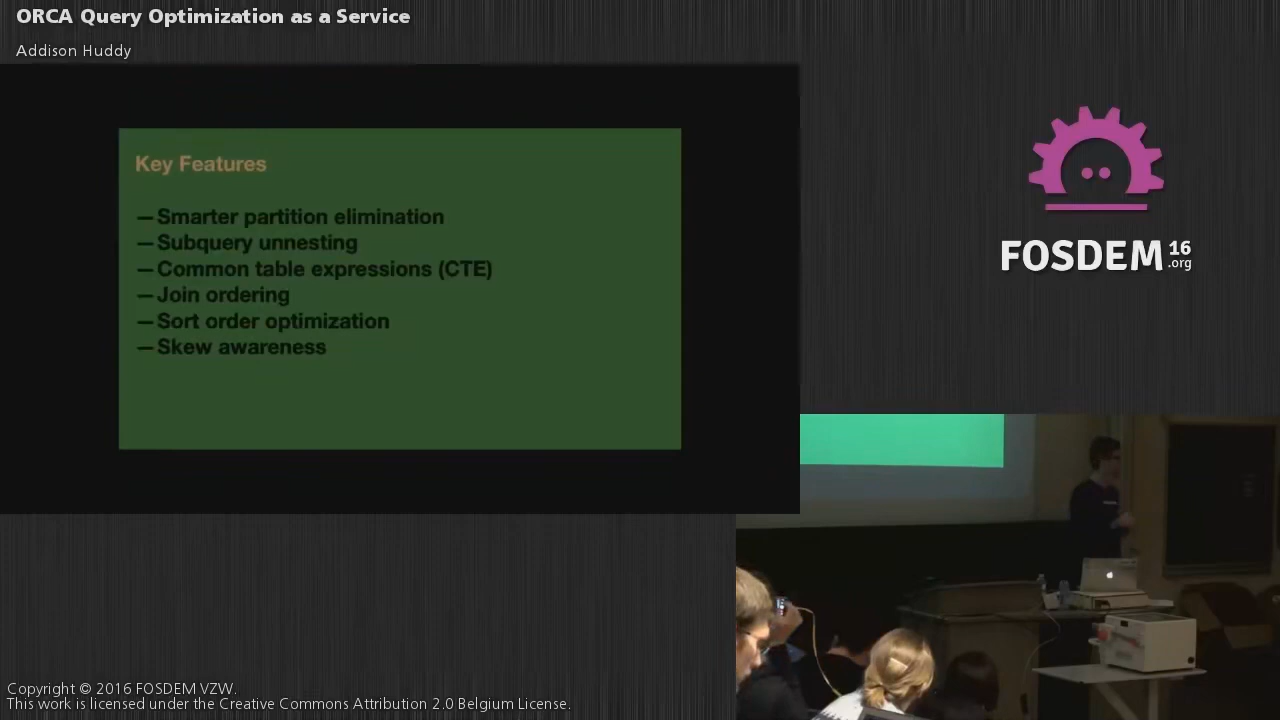 ORCA Query Optimization as a Service
Addison Huddy
Key Features
—Smarter partition elimination
—Subquery unnesting
—Common table expressions (CTE)
—Join ordering
—Sort order optimization
—Skew awareness
FOSDEM 16
.org
Copyright © 2016 FOSDEM VZW.
This work is licensed under the Creative Commons Attribution 2.0 Belgium License.